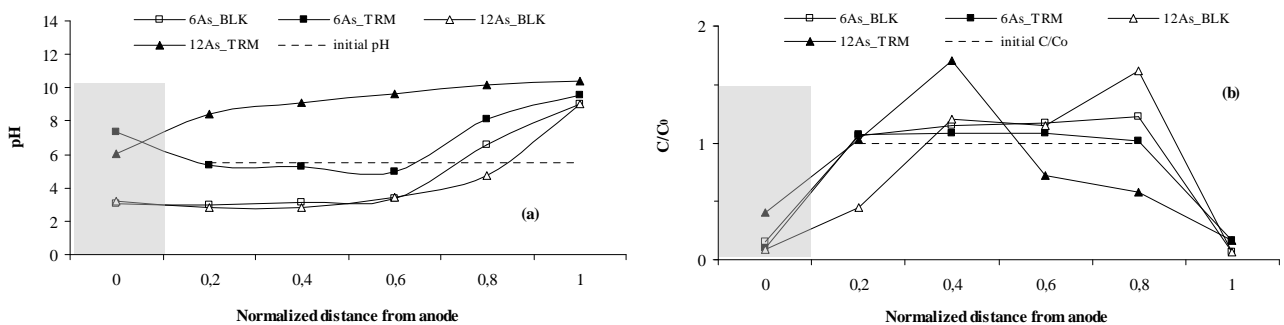 6As_BLK 6As_TRM 12As_BLK
12As_TRM initial pH
14
12
10
8
6
4
2
0
pH
(a)
0 0,2 0,4 0,6 0,8 1
Normalized distance from anode
6As_BLK 6As_TRM 12As_BLK
12As_TRM initial C/Co
2
1
0
C/C0
(b)
0 0,2 0,4 0,6 0,8 1
Normalized distance from anode